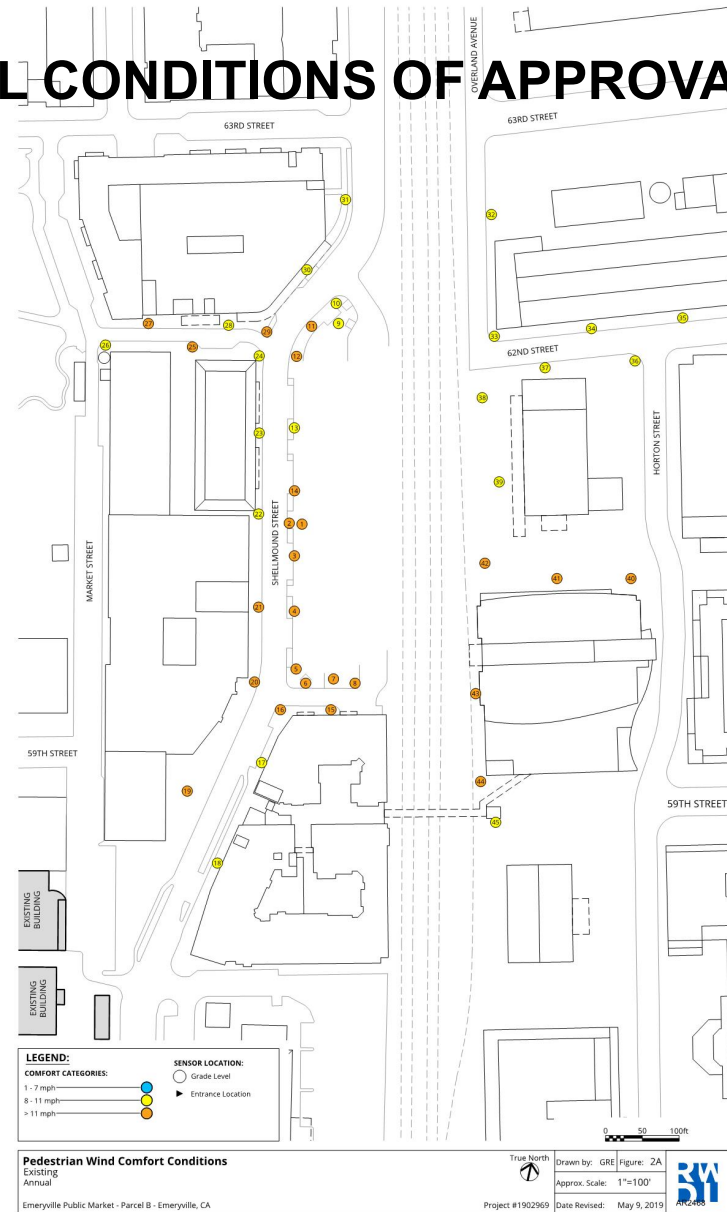 L CONDITIONS OF APPROVA
OVERLAND AVENUE
63RD STREET
63RD STREET
31
32
30
10
9
11
35
34
33
27
28
29
26
25
24
12
62ND STREET
36
37
38
23
13
HORTON STREET
39
14
22
2
1
SHELLMOUND STREET
3
MARKET STREET
42
41
40
21
4
5
20
6
7
8
43
16
15
59TH STREET
17
19
44
59TH STREET
45
18
EXISTING
BUILDING
EXISTING
BUILDING
LEGEND:
COMFORT CATEGORIES:
1 - 7 mph
8 - 11 mph
> 11 mph
SENSOR LOCATION:
Grade Level
Entrance Location
0 50 100ft
Pedestrian Wind Comfort Conditions
Existing
Annual
Emeryville Public Market - Parcel B - Emeryville, CA
True North
Project #1902969
Drawn by: GRE Figure: 2A
Approx. Scale: 1"=100'
Date Revised: May 9, 2019
RWDI
AR2468